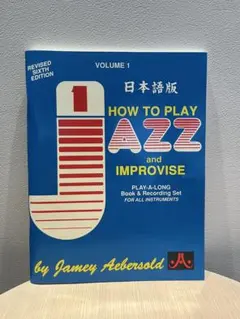 VOLUME 1
REVISED
SIXTH
EDITION
日本語版
1
HOW TO PLAY
JAZZ
and
IMPROVISE
PLAY-A-LONG
Book & Recording Set
FOR ALL INSTRUMENTS
by Jamey Aebersold